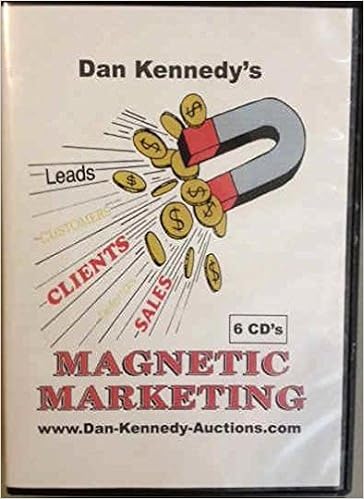 Dan Kennedy's
Leads
CUSTOMERS
CLIENTS
SALES
6 CD's
MAGNETIC
MARKETING
www.Dan-Kennedy-Auctions.com